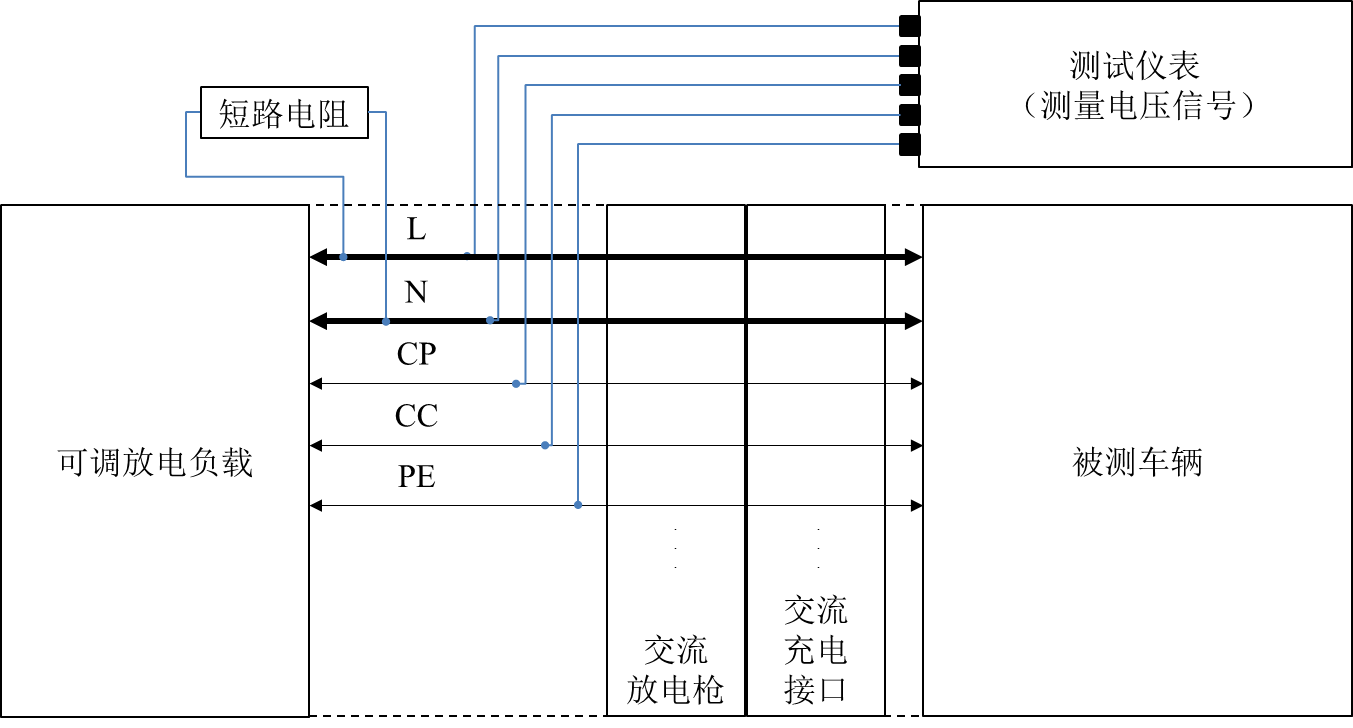 测试仪表
（测量电压信号）
短路电阻
L
N
CP
CC
PE
可调放电负载
被测车辆
交流
放电枪
交流
充电
接口